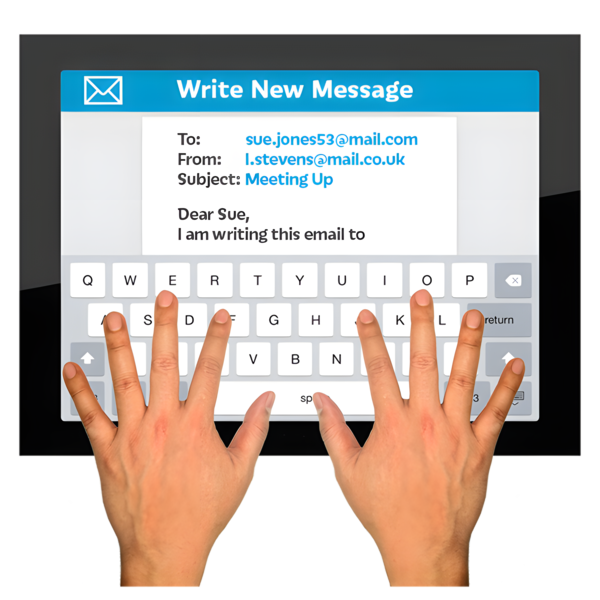 Write New Message
To: sue.jones53@mail.com
From: l.stevens@mail.co.uk
Subject: Meeting Up
Dear Sue,
I am writing this email to
Q W E R T Y U I O P
A S D F G H J K L return
V B N